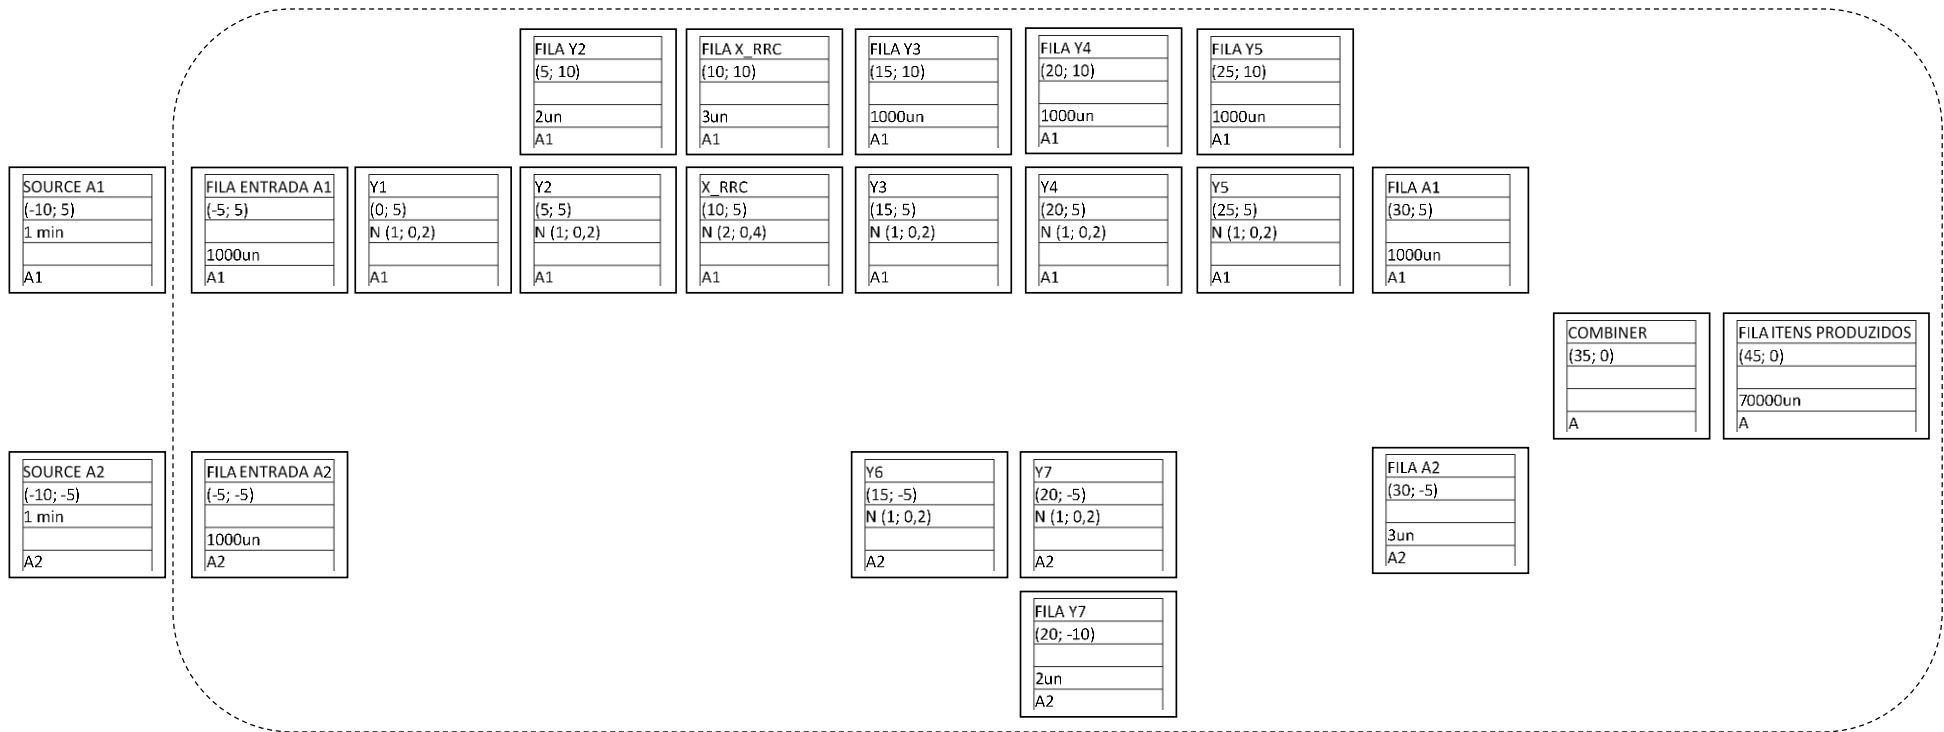 FILA Y2
(5; 10)
2un
A1
FILA X_RRC
(10; 10)
3un
A1
FILA Y3
(15; 10)
1000un
A1
FILA Y4
(20; 10)
1000un
A1
FILA Y5
(25; 10)
1000un
A1
SOURCE A1
(-10; 5)
1 min
A1
FILA ENTRADA A1
(-5; 5)
1000un
A1
Y1
(0; 5)
N (1; 0,2)
A1
Y2
(5; 5)
N (1; 0,2)
A1
X_RRC
(10; 5)
N (2; 0,4)
A1
Y3
(15; 5)
N (1; 0,2)
A1
Y4
(20; 5)
N (1; 0,2)
A1
Y5
(25; 5)
N (1; 0,2)
A1
FILA A1
(30; 5)
1000un
A1
COMBINER
(35; 0)
A
FILA ITENS PRODUZIDOS
(45; 0)
70000un
A
SOURCE A2
(-10; -5)
1 min
A2
FILA ENTRADA A2
(-5; -5)
1000un
A2
Y6
(15; -5)
N (1; 0,2)
A2
Y7
(20; -5)
N (1; 0,2)
A2
FILA A2
(30; -5)
3un
A2
FILA Y7
(20; -10)
2un
A2